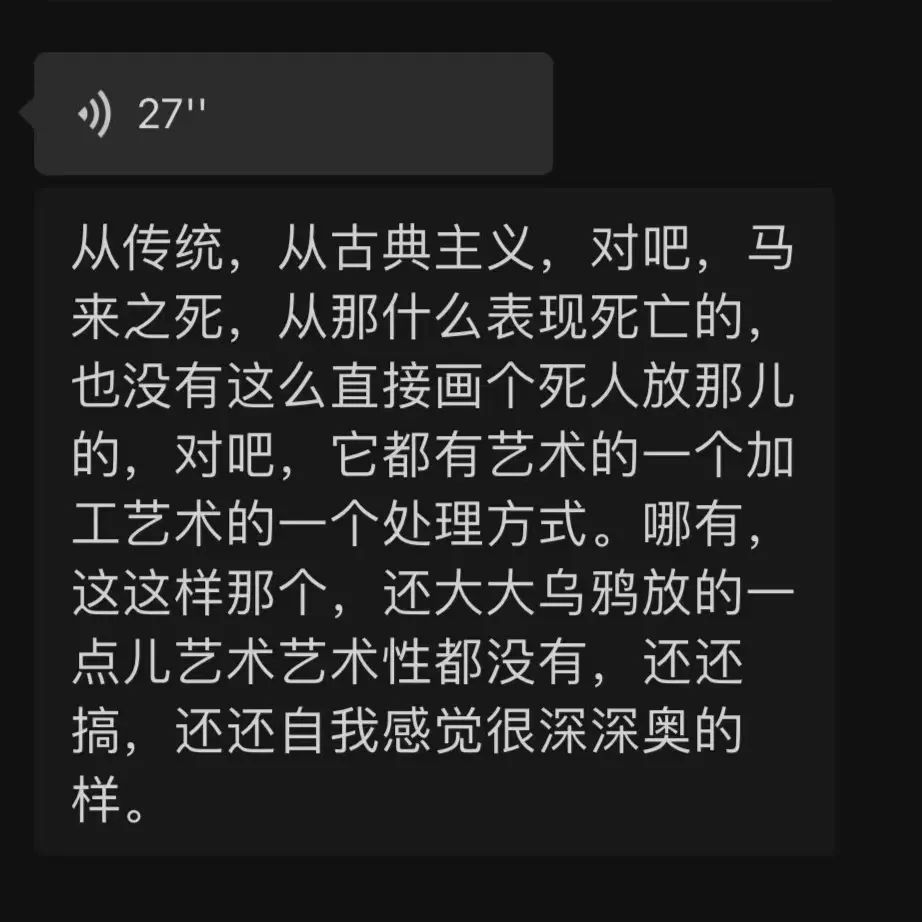 27''
从传统，从古典主义，对吧，马
来之死，从那什么表现死亡的，
也没有这么直接画个死人放那儿
的，对吧，它都有艺术的一个加
工艺术的一个处理方式。哪有，
这这样那个，还大大乌鸦放的一
点儿艺术艺术性都没有，还还
搞，还还自我感觉很深深奥的
样。